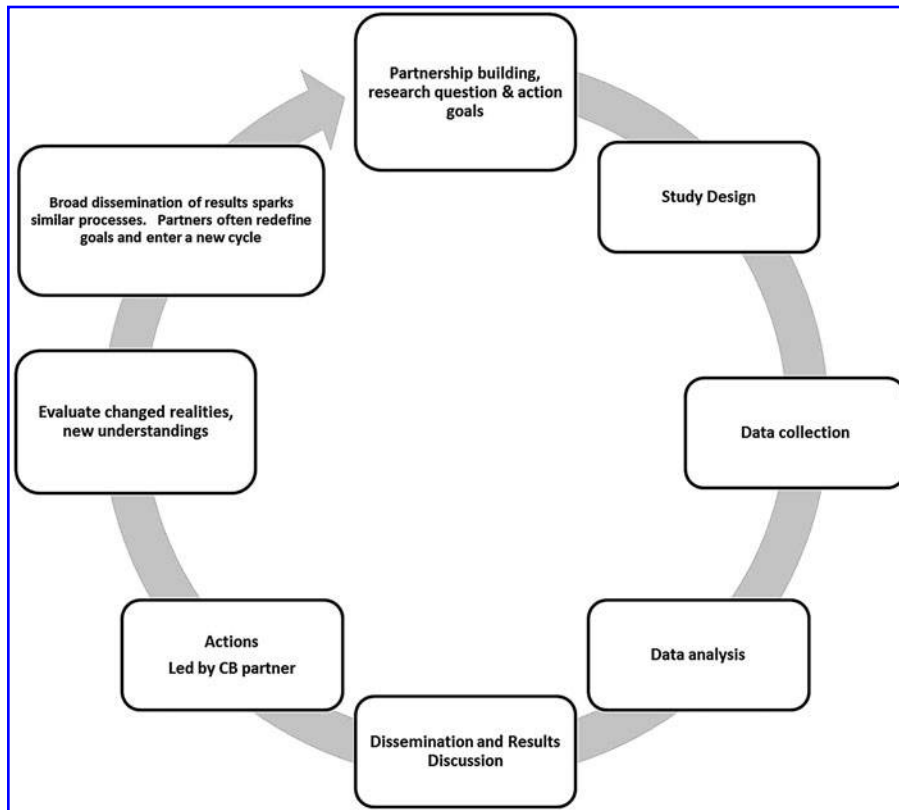 Partnership building,
research question & action
goals
Study Design
Data collection
Data analysis
Dissemination and Results
Discussion
Actions
Led by CB partner
Evaluate changed realities,
new understandings
Broad dissemination of results sparks
similar processes. Partners often redefine
goals and enter a new cycle